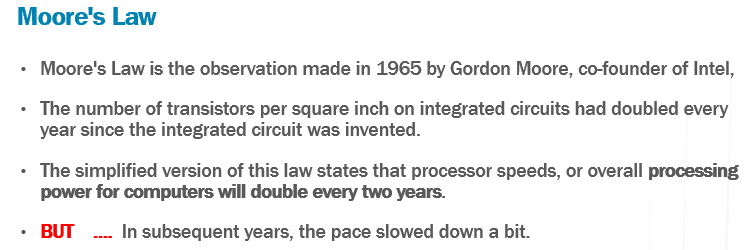 Moore's Law
• Moore's Law is the observation made in 1965 by Gordon Moore, co-founder of Intel,
• The number of transistors per square inch on integrated circuits had doubled every
year since the integrated circuit was invented.
• The simplified version of this law states that processor speeds, or overall processing
power for computers will double every two years.
• BUT .... In subsequent years, the pace slowed down a bit.